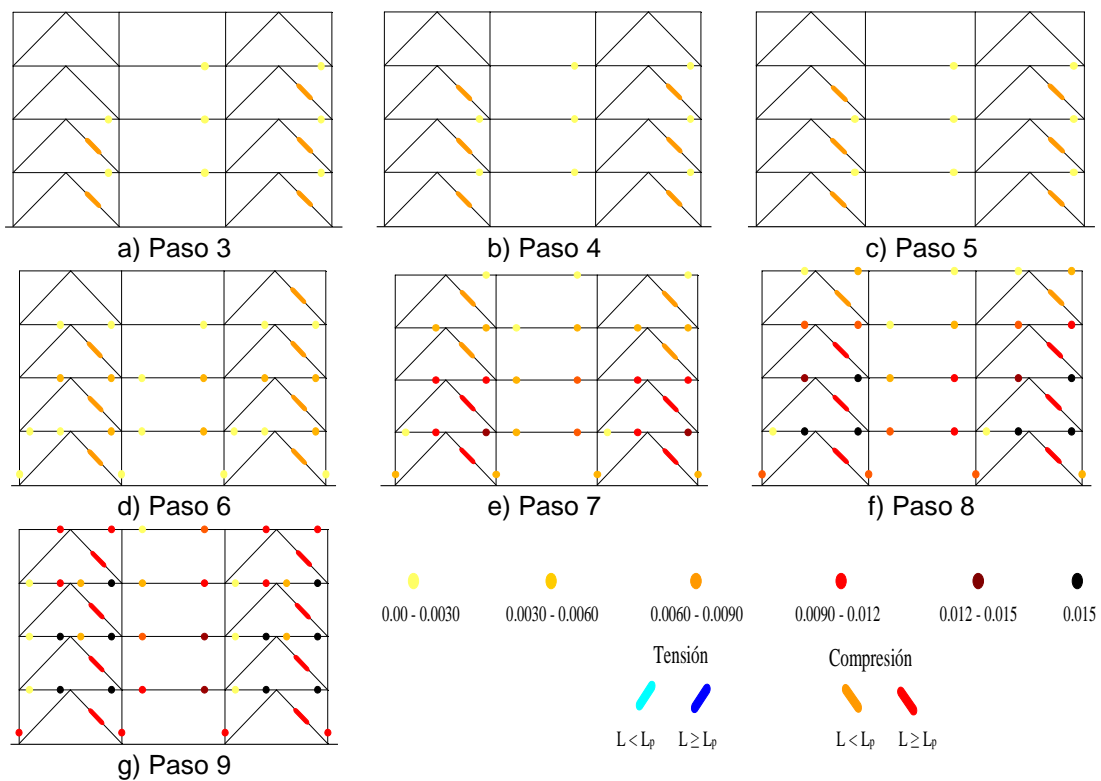 a) Paso 3
b) Paso 4
c) Paso 5
d) Paso 6
e) Paso 7
f) Paso 8
g) Paso 9
0.00 - 0.0030
0.0030 - 0.0060
0.0060 - 0.0090
0.0090 - 0.012
0.012 - 0.015
0.015
Tensión
Compresión
L < Lp
L ≥ Lp
L < Lp
L ≥ Lp